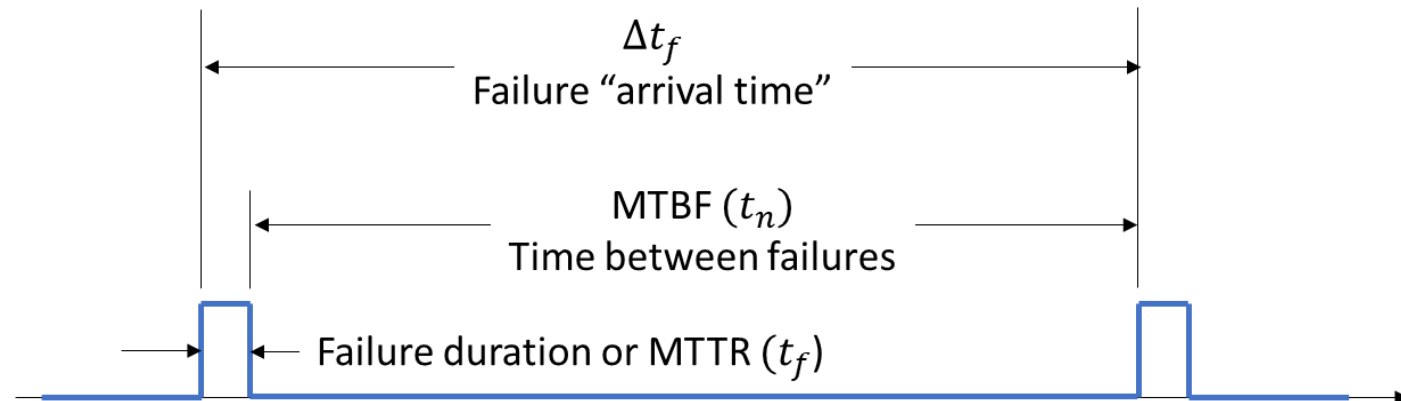 Δt_f
Failure “arrival time”
MTBF (t_n)
Time between failures
Failure duration or MTTR (t_f)